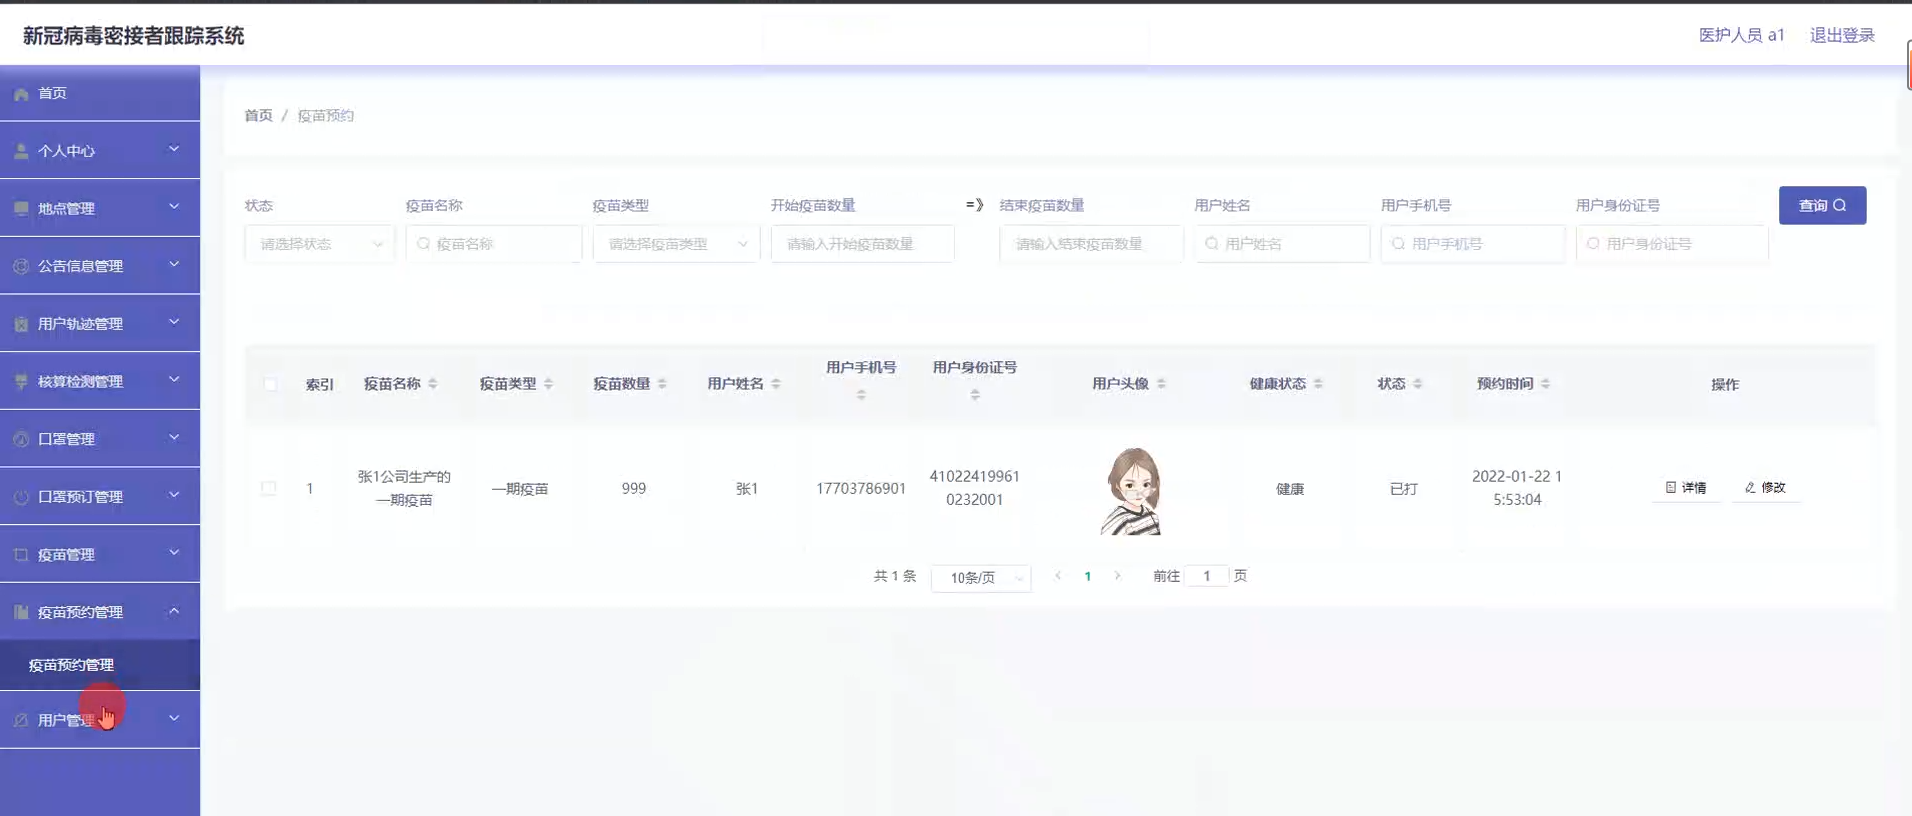 新冠病毒密接者跟踪系统
医护人员 a1 退出登录
首页
个人中心
地点管理
公告信息管理
用户轨迹管理
核算检测管理
口罩管理
口罩预订管理
疫苗管理
疫苗预约管理
疫苗预约管理
用户管理
首页 / 疫苗预约
状态 疫苗名称 疫苗类型 开始疫苗数量 =》 结束疫苗数量 用户姓名 用户手机号 用户身份证号 查询
请选择状态 疫苗名称 请选择疫苗类型 请输入开始疫苗数量 请输入结束疫苗数量 用户姓名 用户手机号 用户身份证号
索引 疫苗名称 疫苗类型 疫苗数量 用户姓名 用户手机号 用户身份证号 用户头像 健康状态 状态 预约时间 操作
1 张1公司生产的
一期疫苗
一期疫苗 999 张1 17703786901
41022419961
0232001
健康 已打
2022-01-22 1
5:53:04
详情 修改
共 1 条 10条/页 1 前往 1 页